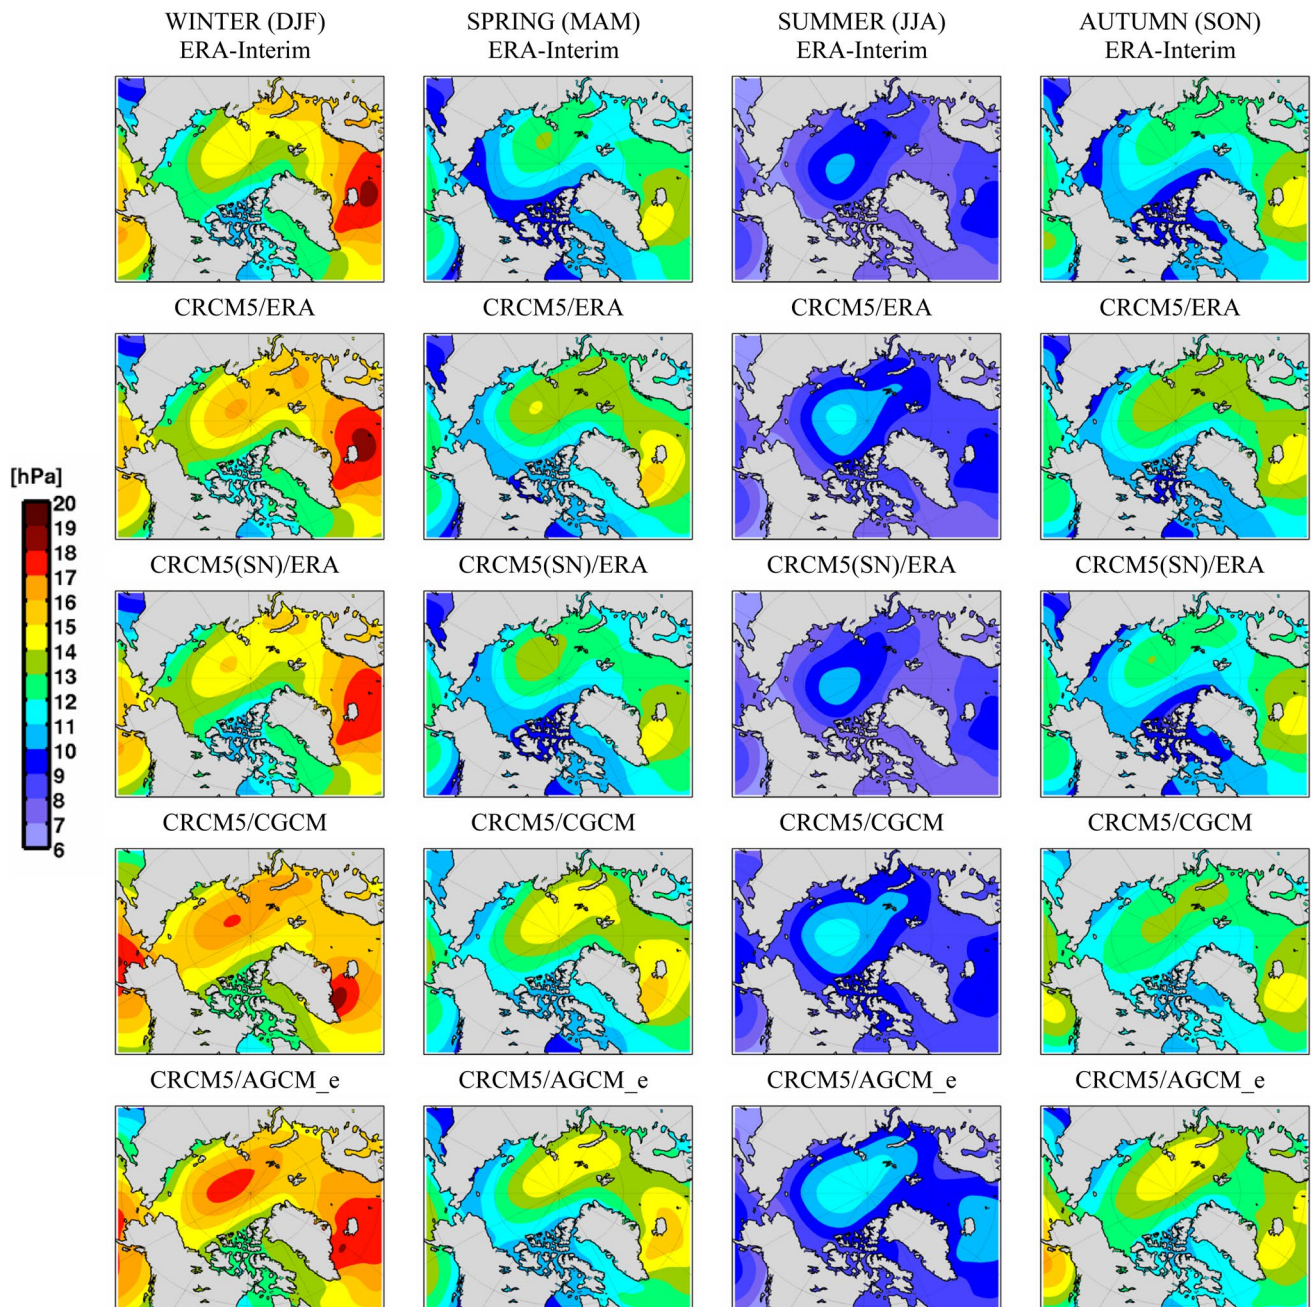 WINTER (DJF)
ERA-Interim
SPRING (MAM)
ERA-Interim
SUMMER (JJA)
ERA-Interim
AUTUMN (SON)
ERA-Interim
CRCM5/ERA
CRCM5/ERA
CRCM5/ERA
CRCM5/ERA
[hPa]
20
19
18
17
16
15
14
13
12
11
10
9
8
7
6
CRCM5(SN)/ERA
CRCM5(SN)/ERA
CRCM5(SN)/ERA
CRCM5(SN)/ERA
CRCM5/CGCM
CRCM5/CGCM
CRCM5/CGCM
CRCM5/CGCM
CRCM5/AGCM_e
CRCM5/AGCM_e
CRCM5/AGCM_e
CRCM5/AGCM_e